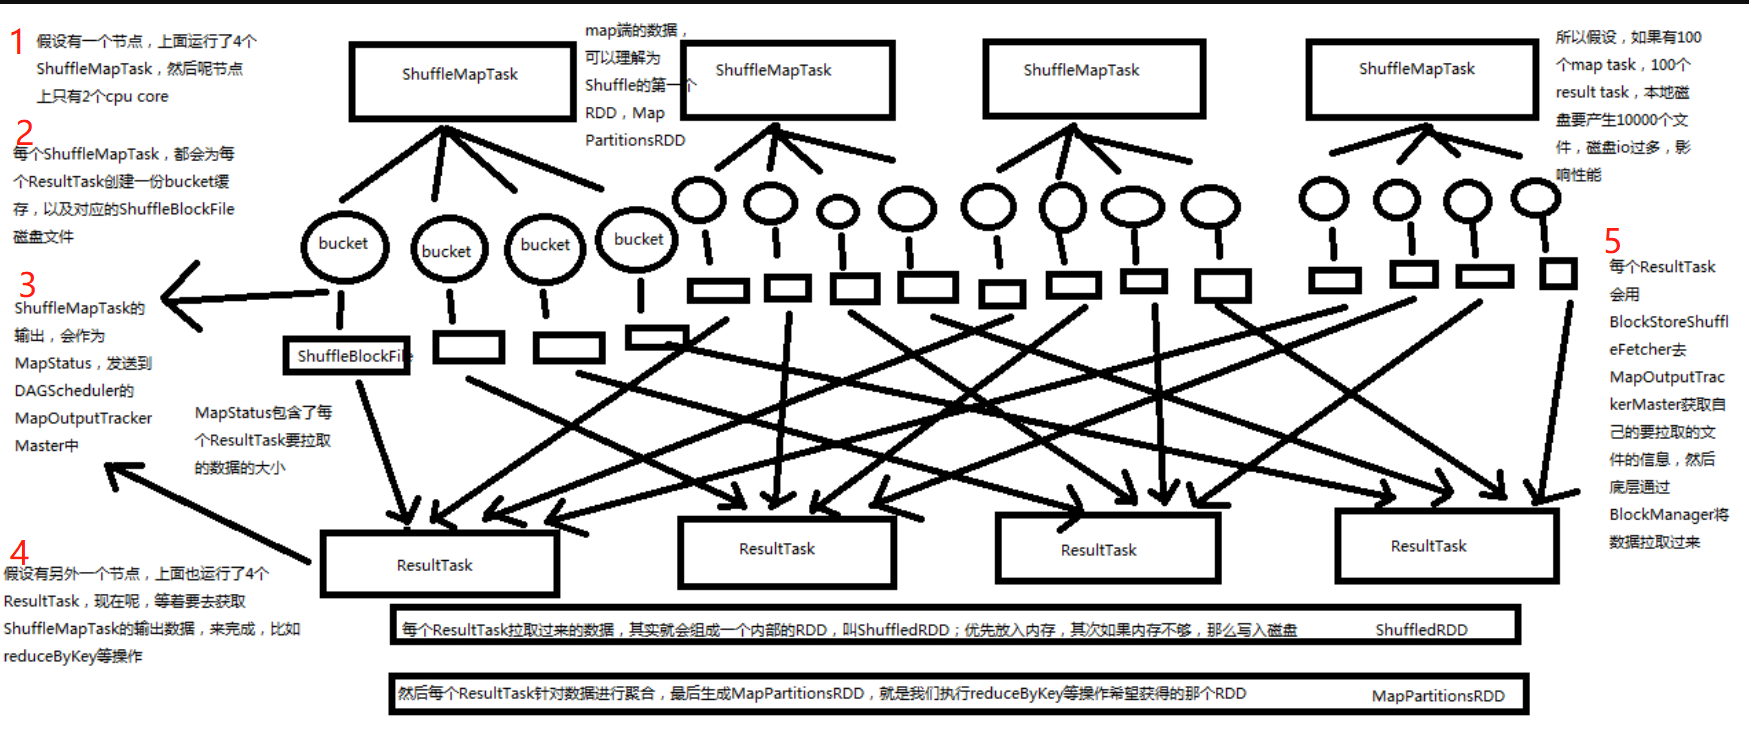 1
假设有一个节点，上面运行了4个
ShuffleMapTask，然后呢节点
上只有2个cpu core
ShuffleMapTask
map端的数据，
可以理解为
Shuffle的第一个
RDD，Map
PartitionsRDD
ShuffleMapTask
ShuffleMapTask
ShuffleMapTask
所以假设，如果有100
个map task，100个
result task，本地磁
盘要产生10000个文
件，磁盘io过多，影
响性能
2
每个ShuffleMapTask，都会为每
个ResultTask创建一份bucket缓
存，以及对应的ShuffleBlockFile
磁盘文件
bucket
bucket
bucket
bucket
3
ShuffleMapTask的
输出，会作为
MapStatus，发送到
DAGScheduler的
MapOutputTracker
Master中
ShuffleBlockFile
MapStatus包含了每
个ResultTask要拉取
的数据的大小
5
每个ResultTask
会用
BlockStoreShuffl
eFetcher去
MapOutputTrac
kerMaster获取自
己的要拉取的文
件的信息，然后
底层通过
BlockManager将
数据拉取过来
4
假设有另外一个节点，上面也运行了4个
ResultTask，现在呢，等着要去获取
ShuffleMapTask的输出数据，来完成，比如
reduceByKey等操作
ResultTask
ResultTask
ResultTask
ResultTask
每个ResultTask拉取过来的数据，其实就会组成一个内部的RDD，叫ShuffledRDD；优先放入内存，其次如果内存不够，那么写入磁盘
ShuffledRDD
然后每个ResultTask针对数据进行聚合，最后生成MapPartitionsRDD，就是我们执行reduceByKey等操作希望获得的那个RDD
MapPartitionsRDD